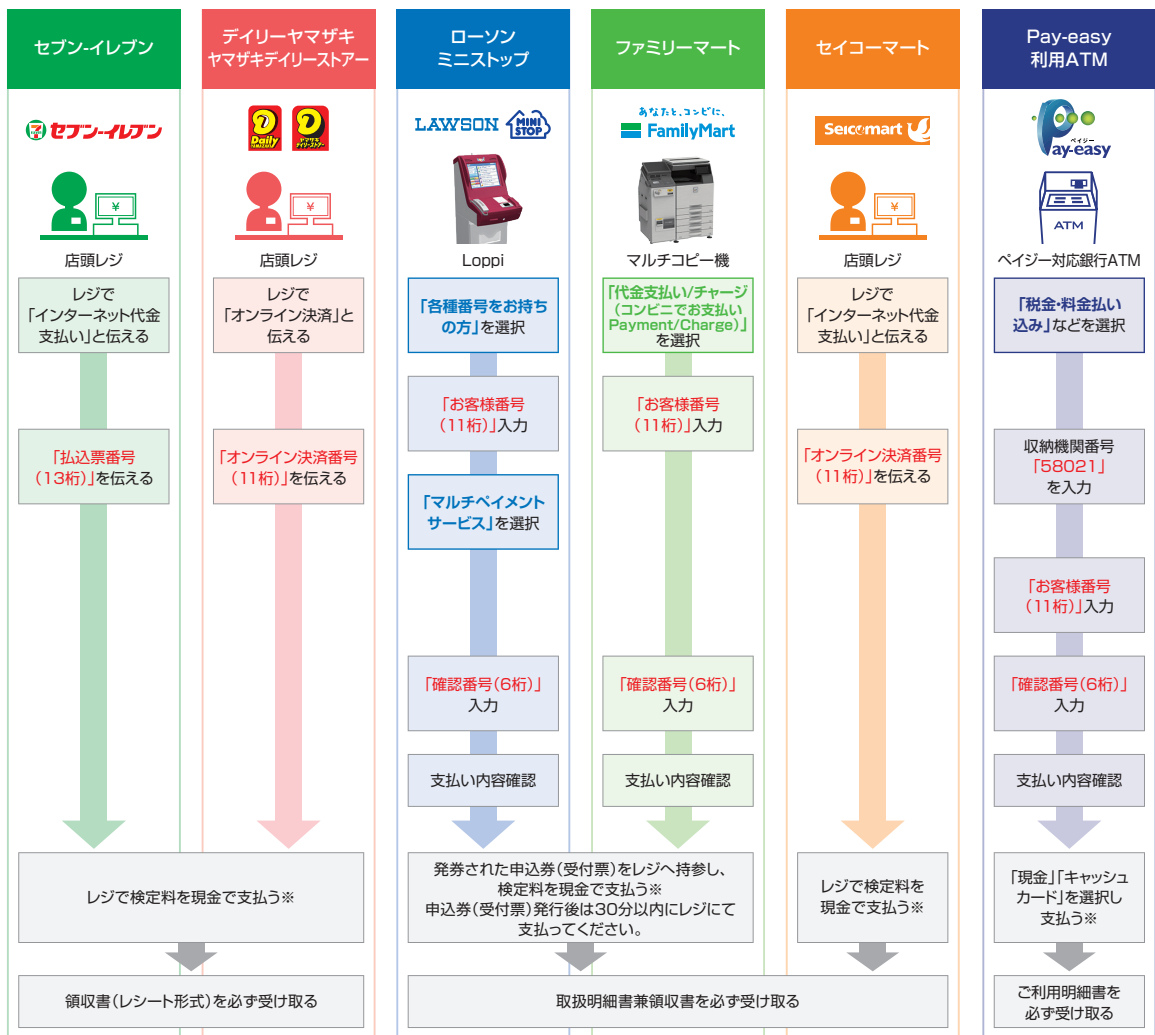 セブン-イレブン
デイリーヤマザキ
ヤマザキデイリーストアー
ローソン
ミニストップ
ファミリーマート
セイコーマート
Pay-easy
利用ATM
セブン-イレブン
Daily
YAMAZAKI
ヤマザキ
デイリーストアー
LAWSON
MINI
STOP
あなたと、コンビに、
FamilyMart
Seicomart
ペイジー
Pay-easy
¥
¥
¥
ATM
店頭レジ
店頭レジ
Loppi
マルチコピー機
店頭レジ
ペイジー対応銀行ATM
レジで
「インターネット代金
支払い」と伝える
レジで
「オンライン決済」と
伝える
「各種番号をお持ち
の方」を選択
「代金支払い/チャージ
(コンビニでお支払い
Payment/Charge)」
を選択
レジで
「インターネット代金
支払い」と伝える
「税金・料金払い
込み」などを選択
「お客様番号
(11桁)」入力
「お客様番号
(11桁)」入力
「払込票番号
(13桁)」を伝える
「オンライン決済番号
(11桁)」を伝える
「マルチペイメント
サービス」を選択
「オンライン決済番号
(11桁)」を伝える
収納機関番号
「58021」
を入力
「お客様番号
(11桁)」入力
「確認番号(6桁)」
入力
「確認番号(6桁)」
入力
「確認番号(6桁)」
入力
支払い内容確認
支払い内容確認
支払い内容確認
レジで検定料を現金で支払う※
発券された申込券(受付票)をレジへ持参し、
検定料を現金で支払う※
申込券(受付票)発行後は30分以内にレジにて
支払ってください。
レジで検定料を
現金で支払う※
「現金」「キャッシュ
カード」を選択し
支払う※
領収書(レシート形式)を必ず受け取る
取扱明細書兼領収書を必ず受け取る
ご利用明細書を
必ず受け取る